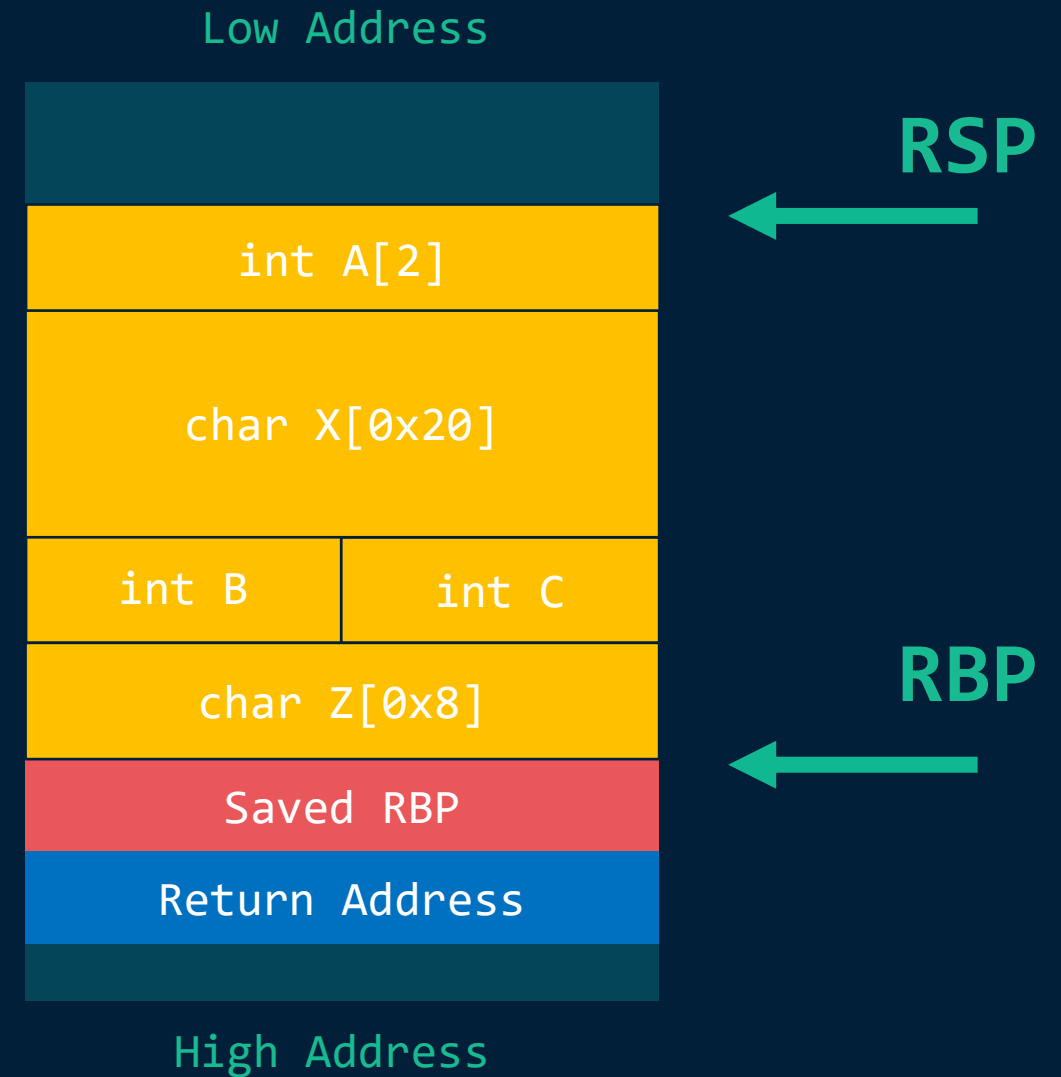 Low Address
RSP
int A[2]
char X[0x20]
int B
int C
RBP
char Z[0x8]
Saved RBP
Return Address
High Address